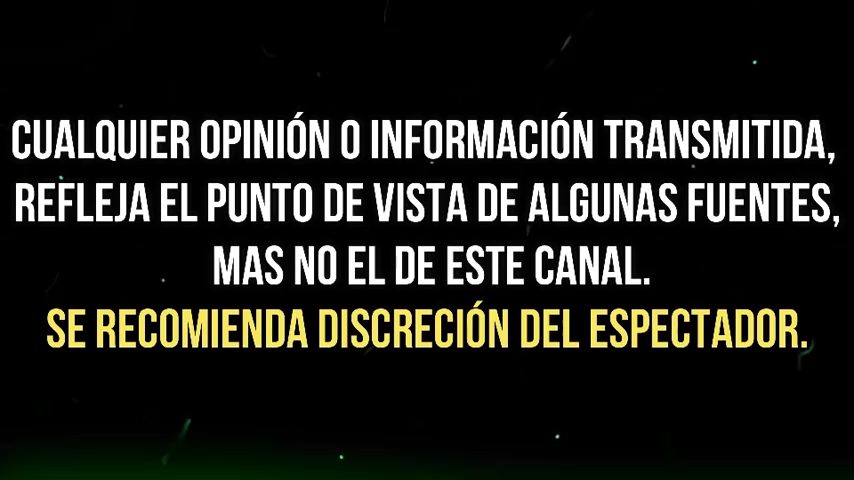 CUALQUIER OPINIÓN O INFORMACIÓN TRANSMITIDA,
REFLEJA EL PUNTO DE VISTA DE ALGUNAS FUENTES,
MAS NO EL DE ESTE CANAL.
SE RECOMIENDA DISCRECIÓN DEL ESPECTADOR.